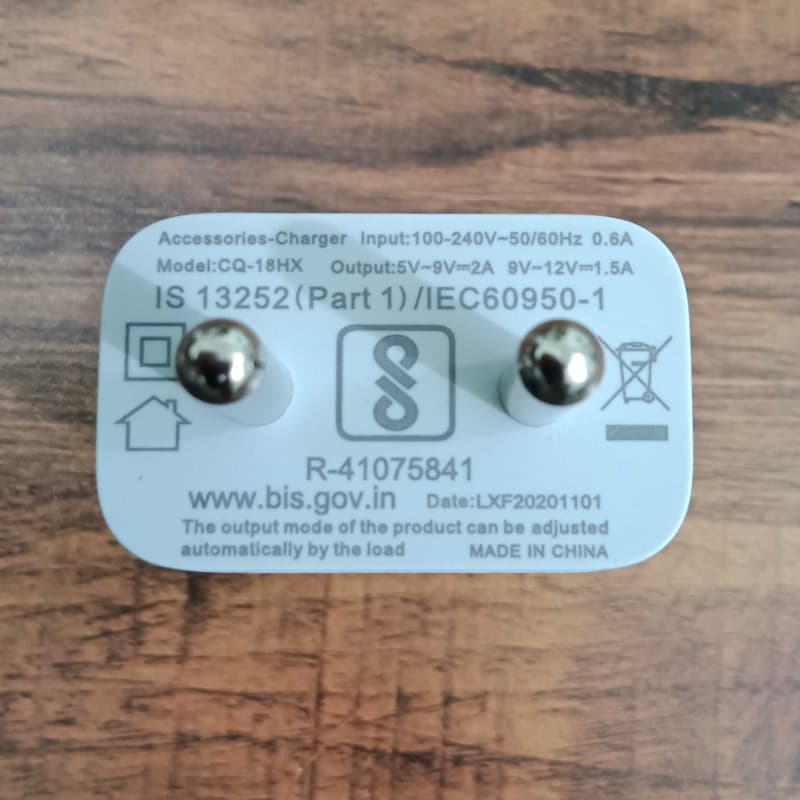 Accessories-Charger Input:100-240V~50/60Hz 0.6A
Model:CQ-18HX Output:5V~9V⎓2A 9V~12V⎓1.5A
IS 13252(Part 1)/IEC60950-1
R-41075841
www.bis.gov.in Date:LXF20201101
The output mode of the product can be adjusted
automatically by the load MADE IN CHINA